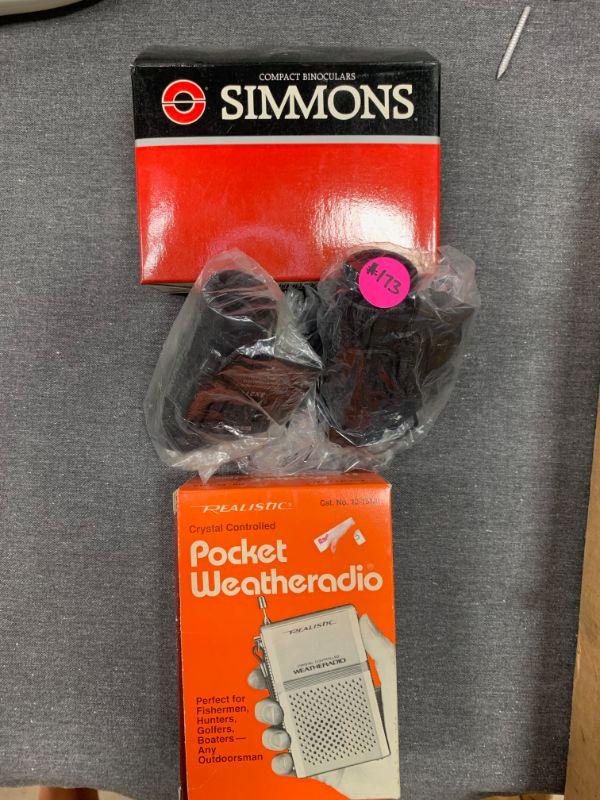 COMPACT BINOCULARS
SIMMONS
#173
REALISTIC®
Cat. No.
Crystal Controlled
Pocket
Weatheradio®
REALISTIC
WEATHERADIO
Perfect for
Fishermen,
Hunters,
Golfers,
Boaters—
Any
Outdoorsman